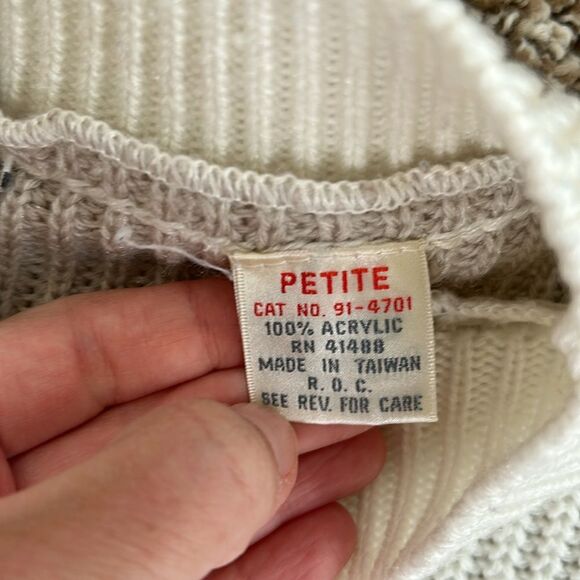 PETITE
CAT NO. 91-4701
100% ACRYLIC
RN 41488
MADE IN TAIWAN
R. O. C.
SEE REV. FOR CARE